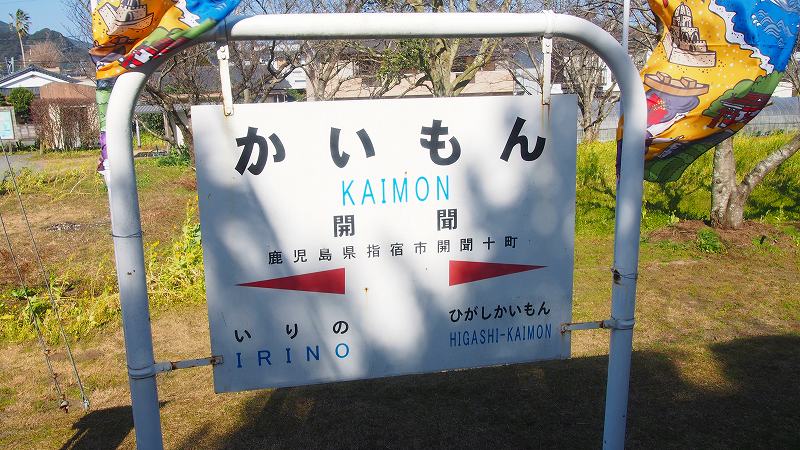 かいもん
KAIMON
開聞
鹿児島県指宿市開聞十町
いりの
IRINO
ひがしかいもん
HIGASHI-KAIMON